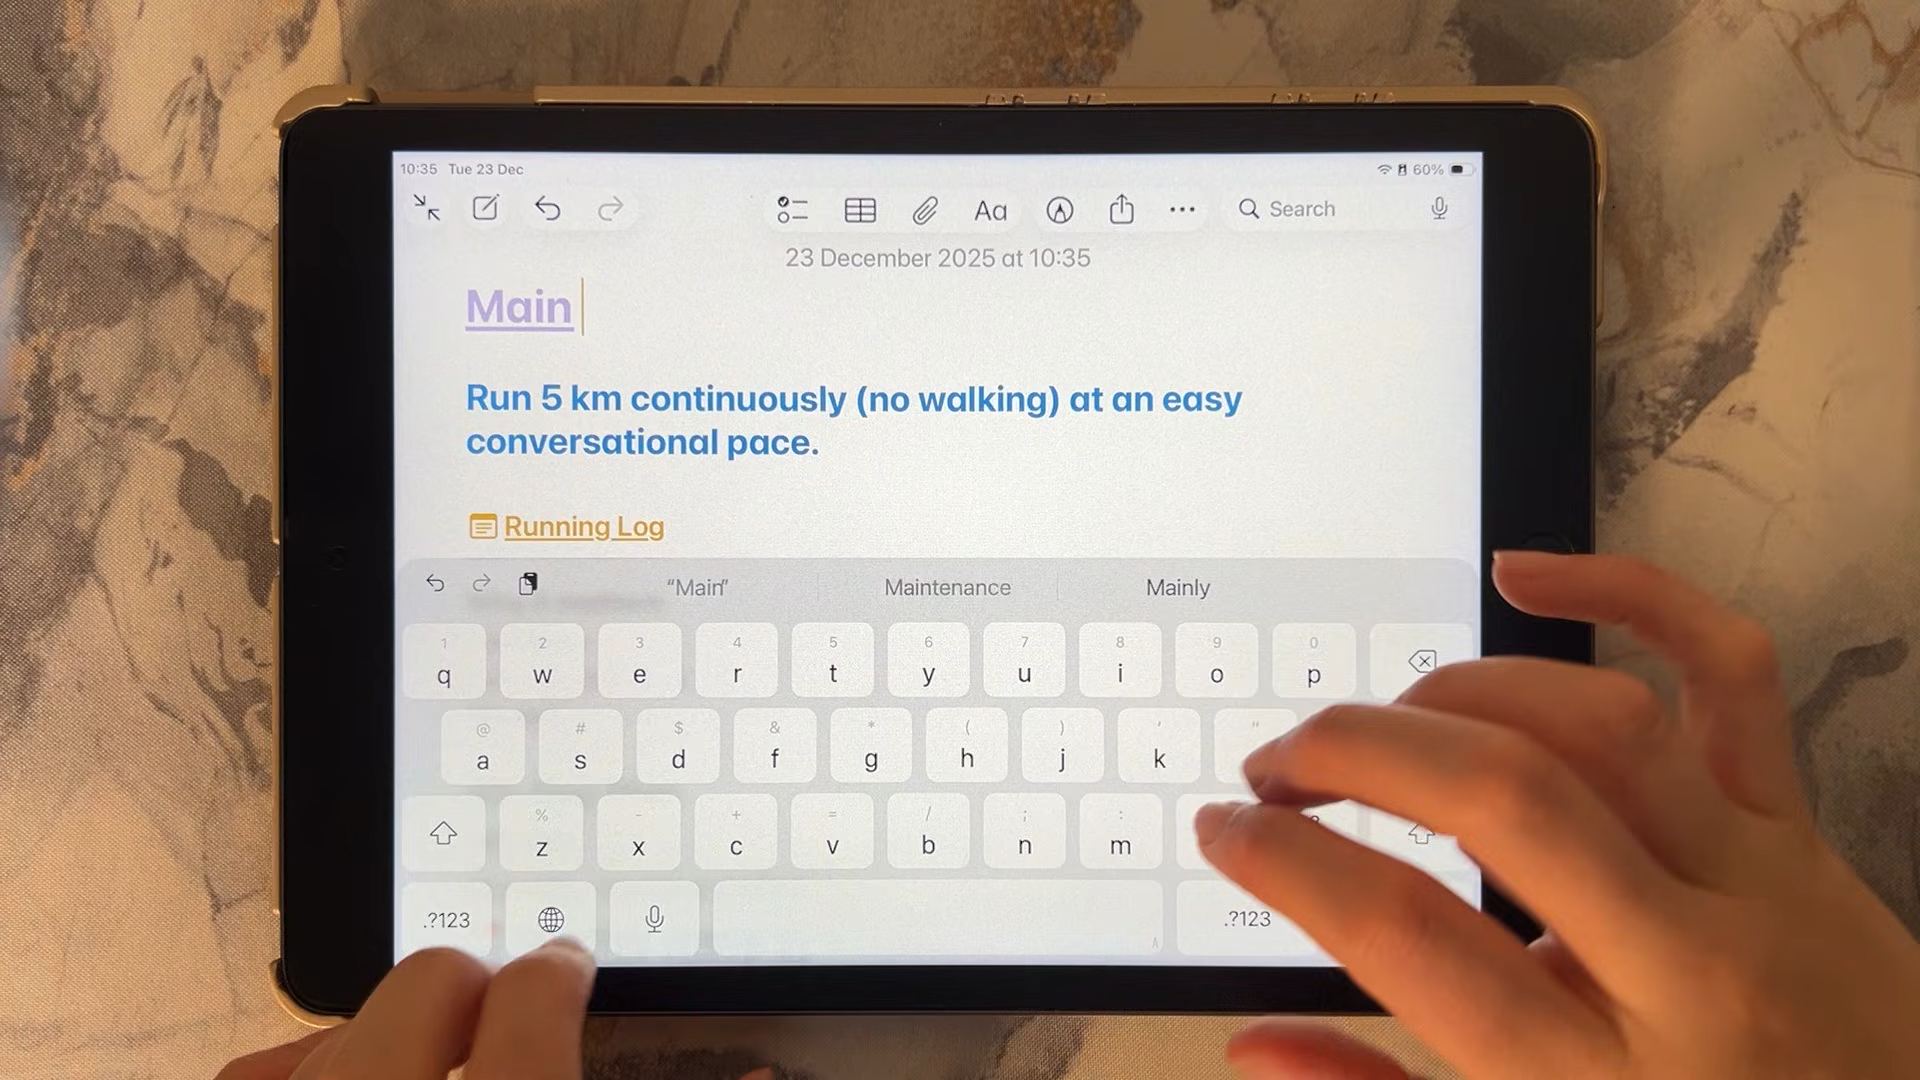 10:35 Tue 23 Dec
60%
Aa
Search
23 December 2025 at 10:35
Main
Run 5 km continuously (no walking) at an easy
conversational pace.
Running Log
“Main” Maintenance Mainly
1 2 3 4 5 6 7 8 9 0
q w e r t y u i o p
@ # $ & * ( ) ' "
a s d f g h j k
% - + = / ; :
z x c v b n m
.?123 .?123